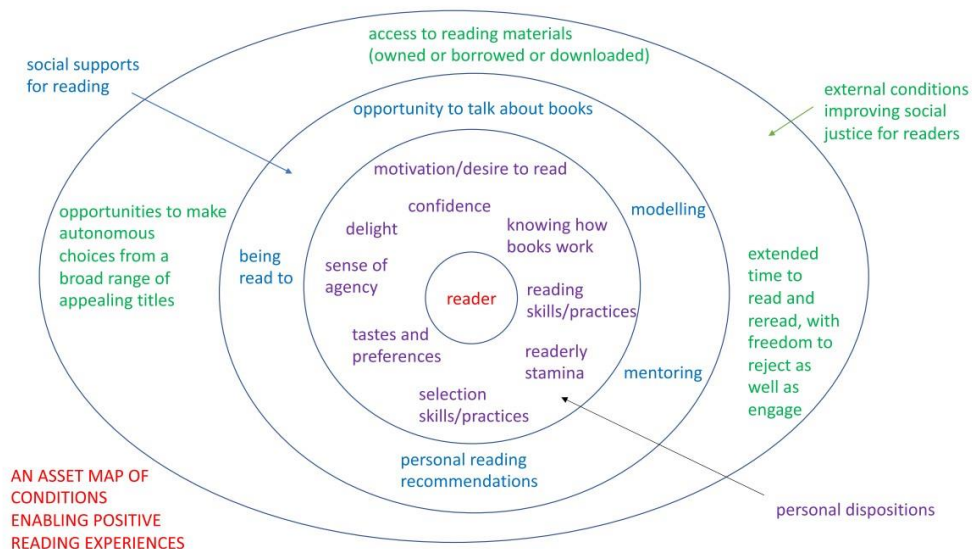 access to reading materials
(owned or borrowed or downloaded)
social supports
for reading
external conditions
improving social
justice for readers
opportunity to talk about books
motivation/desire to read
confidence
delight
knowing how
books work
modelling
opportunities to make
autonomous
choices from a
broad range of
appealing titles
being
read to
sense of
agency
reader
reading
skills/practices
extended
time to
read and
reread, with
freedom to
reject as
well as
engage
tastes and
preferences
readerly
stamina
mentoring
selection
skills/practices
personal reading
recommendations
AN ASSET MAP OF
CONDITIONS
ENABLING POSITIVE
READING EXPERIENCES
personal dispositions